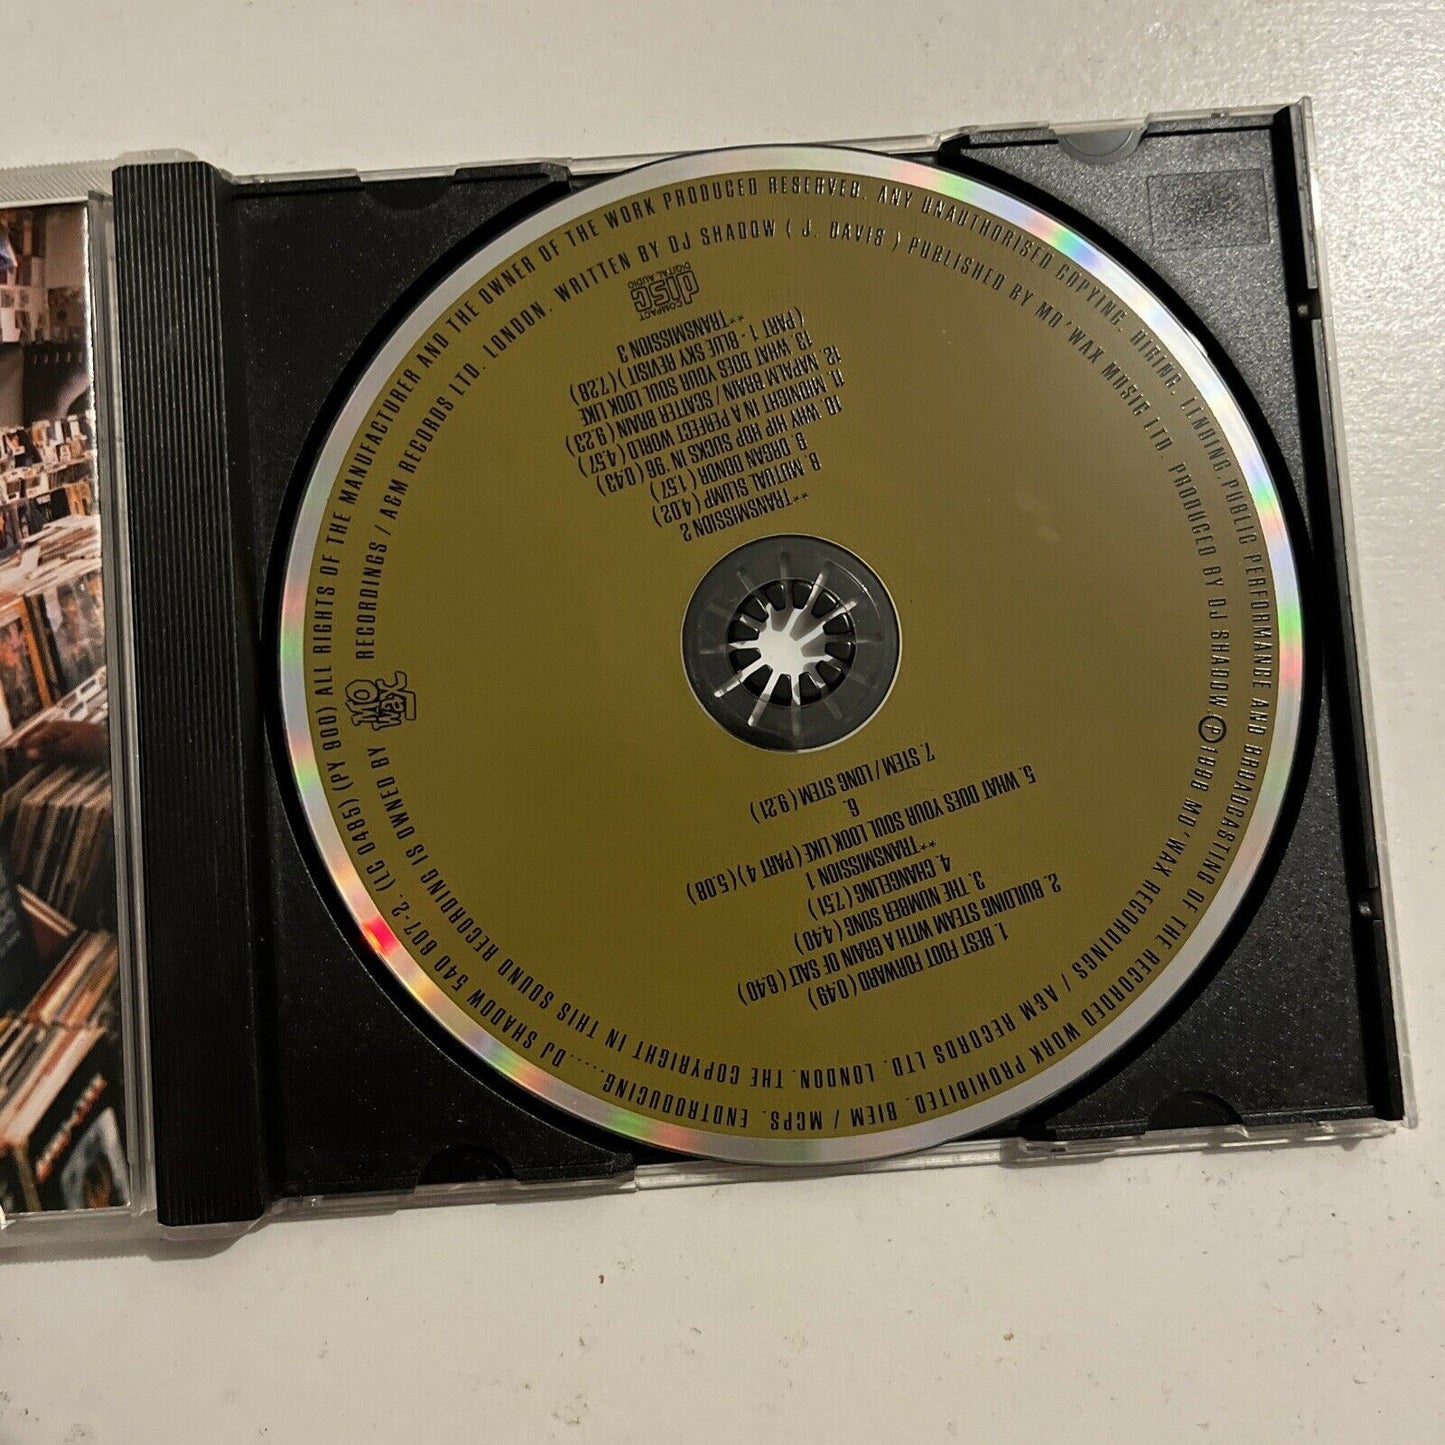 1. BEST FOOT FORWARD ( 0.49 )
2. BUILDING STEAM WITH A GRAIN OF SALT ( 6.40 )
3. THE NUMBER SONG ( 4.40 )
4. CHANGELING ( 7.51 )
**TRANSMISSION 1
5. WHAT DOES YOUR SOUL LOOK LIKE ( PART 4 ) ( 5.08 )
6.
7. STEM / LONG STEM ( 9.21 )
**TRANSMISSION 2
8. MUTUAL SLUMP ( 4.02 )
9. ORGAN DONOR ( 1.57 )
10. WHY HIP HOP SUCKS IN '96 ( 0.43 )
11. MIDNIGHT IN A PERFECT WORLD ( 4.57 )
12. NAPALM BRAIN / SCATTER BRAIN ( 9.23 )
13. WHAT DOES YOUR SOUL LOOK LIKE
( PART - 1 - BLUE SKY REVISIT ) ( 7.28 )
**TRANSMISSION 3
COMPACT
disc
DIGITAL AUDIO
ENDTRODUCING.....DJ SHADOW 540 607-2. (LC 0485) (PY 900) ALL RIGHTS OF THE MANUFACTURER AND THE OWNER OF THE WORK PRODUCED RESERVED. ANY UNAUTHORISED COPYING. HIRING. LENDING. PUBLIC PERFORMANCE AND BROADCASTING OF THE RECORDED WORK PROHIBITED. BIEM / MCPS.
THE COPYRIGHT IN THIS SOUND RECORDING IS OWNED BY MO wax RECORDINGS / A&M RECORDS LTD. LONDON. WRITTEN BY DJ SHADOW ( J. DAVIS ) PUBLISHED BY MO'WAX MUSIC LTD. PRODUCED BY DJ SHADOW. ℗ 1996 MO'WAX RECORDINGS / A&M RECORDS LTD. LONDON.